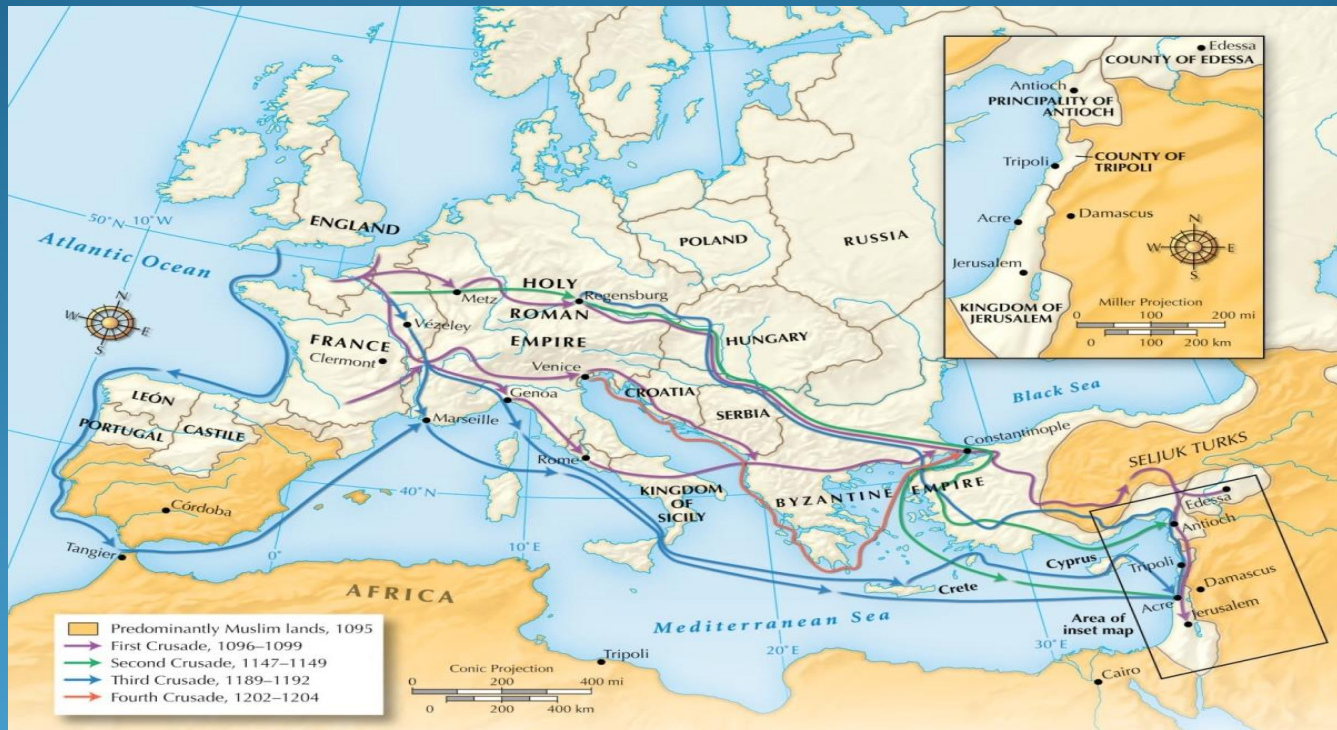 50°N
10°W
Atlantic Ocean
ENGLAND
POLAND
RUSSIA
HOLY
ROMAN
EMPIRE
Metz
Regensburg
Vézeley
FRANCE
Clermont
HUNGARY
Venice
CROATIA
Genoa
SERBIA
LEÓN
PORTUGAL
CASTILE
Marseille
Rome
Black Sea
Constantinople
SELJUK TURKS
BYZANTINE EMPIRE
KINGDOM
OF
SICILY
40°N
Córdoba
Tangier
0°
10°E
Edessa
Antioch
Cyprus
Tripoli
Damascus
Crete
Acre
Jerusalem
Area of
inset map
AFRICA
Mediterranean Sea
20°E
30°E
Tripoli
Cairo
N
W
E
S
Predominantly Muslim lands, 1095
First Crusade, 1096–1099
Second Crusade, 1147–1149
Third Crusade, 1189–1192
Fourth Crusade, 1202–1204
Conic Projection
0 200 400 mi
0 200 400 km
Edessa
COUNTY OF EDESSA
Antioch
PRINCIPALITY OF
ANTIOCH
Tripoli
COUNTY OF
TRIPOLI
Acre
Damascus
N
W
E
S
Jerusalem
KINGDOM OF
JERUSALEM
Miller Projection
0 100 200 mi
0 100 200 km